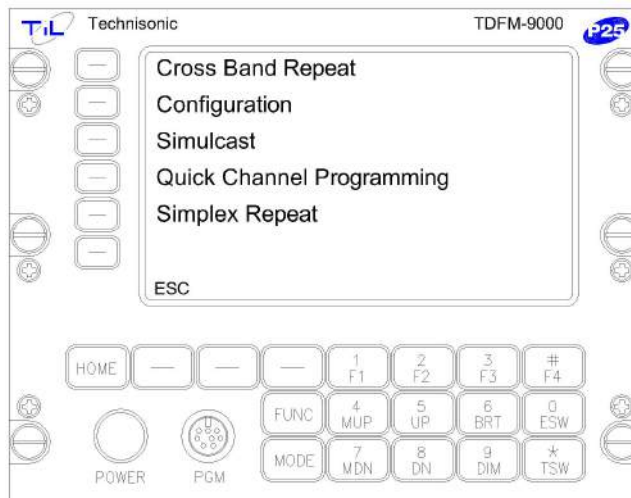 TiL Technisonic TDFM-9000 P25
Cross Band Repeat
Configuration
Simulcast
Quick Channel Programming
Simplex Repeat
ESC
HOME 1 2 3 #
F1 F2 F3 F4
FUNC 4 5 6 0
MUP UP BRT ESW
MODE 7 8 9 *
MDN DN DIM TSW
POWER PGM